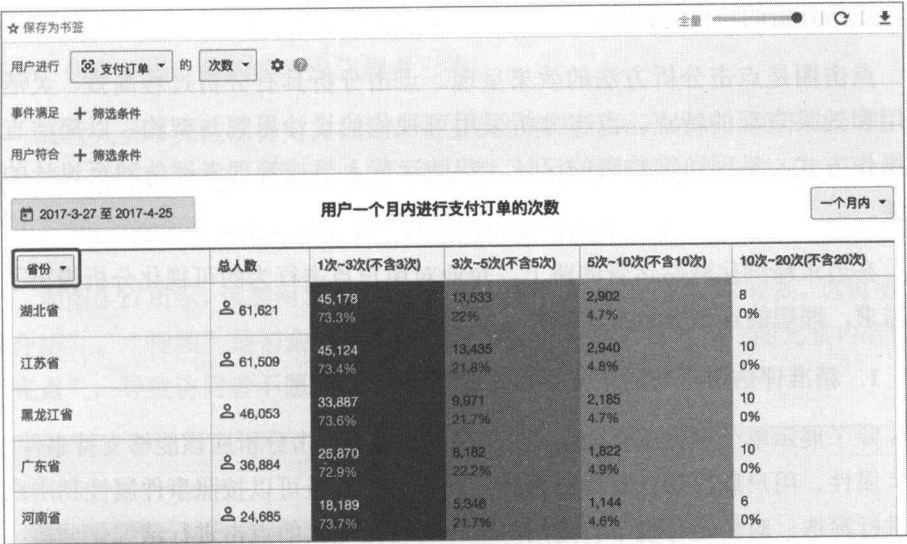 保存为书签 全量
用户进行 支付订单 的 次数
事件满足 + 筛选条件
用户符合 + 筛选条件
2017-3-27 至 2017-4-25 用户一个月内进行支付订单的次数 一个月内
省份 总人数 1次~3次(不含3次) 3次~5次(不含5次) 5次~10次(不含10次) 10次~20次(不含20次)
湖北省 61,621 45,178 13,533 2,902 8
73.3% 22% 4.7% 0%
江苏省 61,509 45,124 13,435 2,940 10
73.4% 21.8% 4.8% 0%
黑龙江省 46,053 33,887 9,971 2,185 10
73.6% 21.7% 4.7% 0%
广东省 36,884 26,870 8,182 1,822 10
72.9% 22.2% 4.9% 0%
河南省 24,685 18,189 5,346 1,144 6
73.7% 21.7% 4.6% 0%